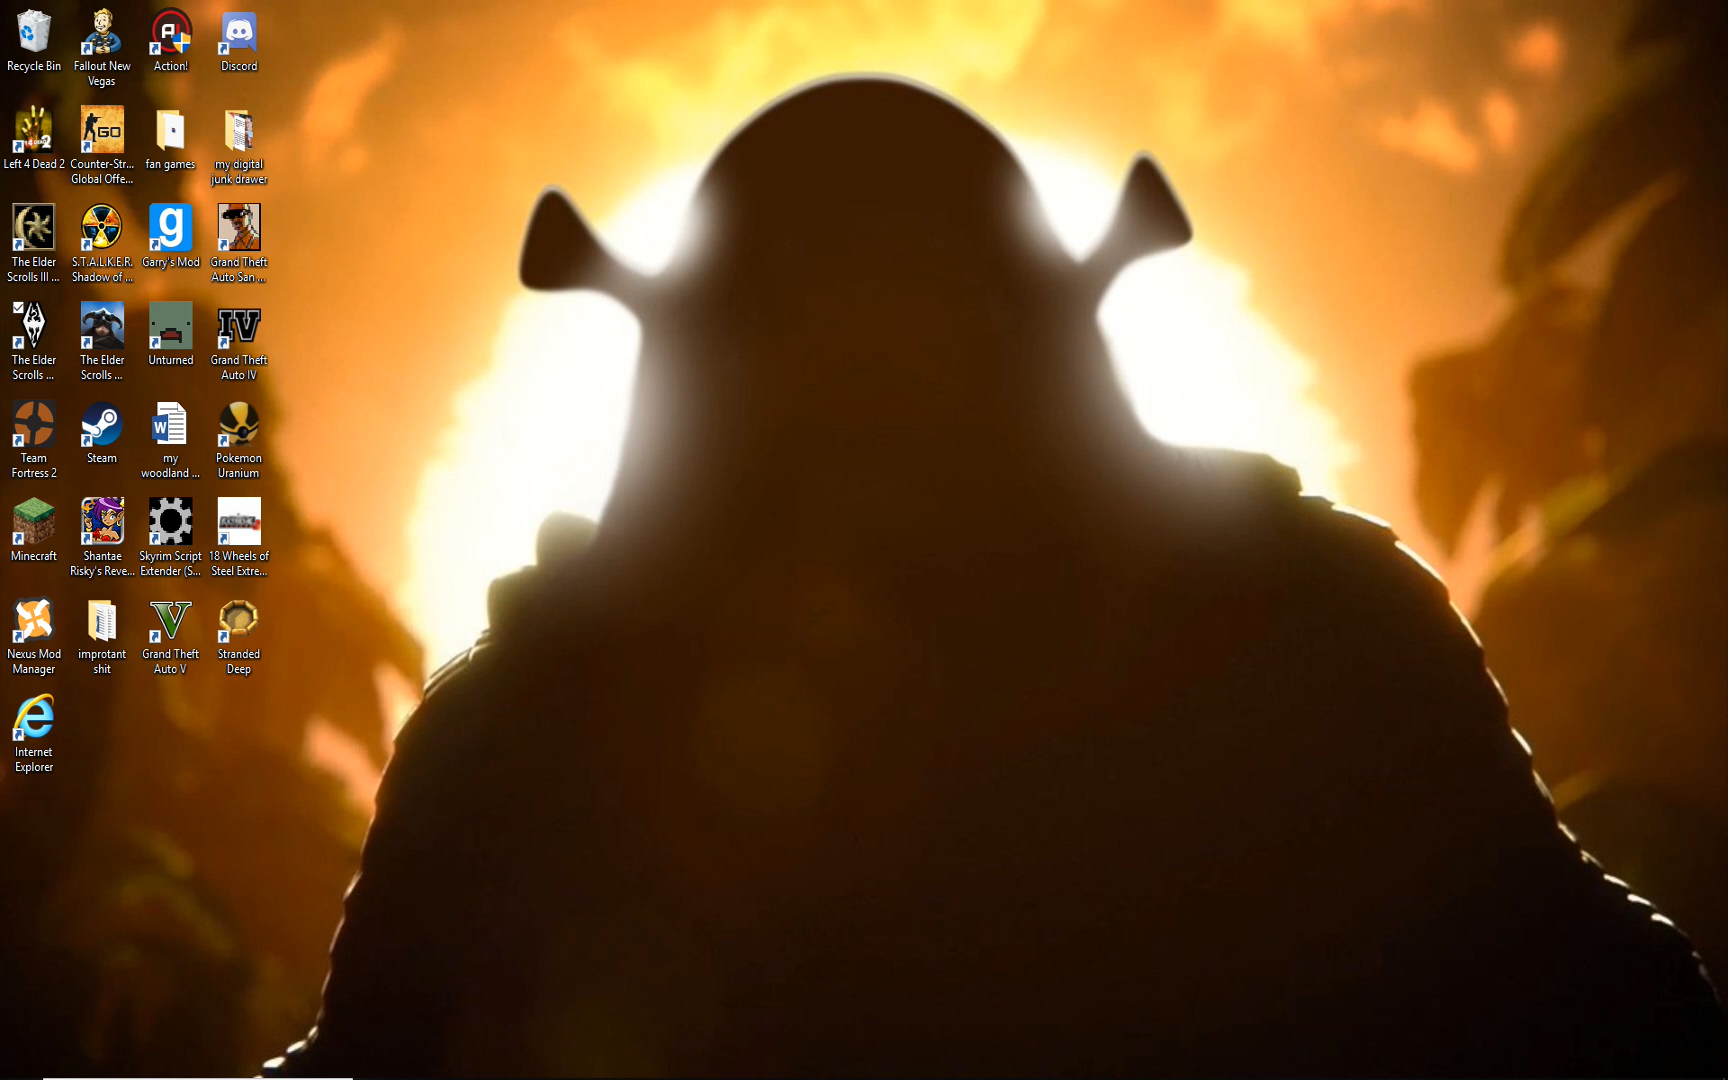 Recycle Bin
Fallout New
Vegas
Action!
Discord
Left 4 Dead 2
Counter-Str...
Global Offe...
fan games
my digital
junk drawer
The Elder
Scrolls III ...
S.T.A.L.K.E.R.
Shadow of ...
Garry's Mod
Grand Theft
Auto San ...
The Elder
Scrolls ...
The Elder
Scrolls ...
Unturned
Grand Theft
Auto IV
Team
Fortress 2
Steam
my
woodland ...
Pokemon
Uranium
Minecraft
Shantae
Risky's Reve...
Skyrim Script
Extender (S...
18 Wheels of
Steel Extre...
Nexus Mod
Manager
improtant
shit
Grand Theft
Auto V
Stranded
Deep
Internet
Explorer